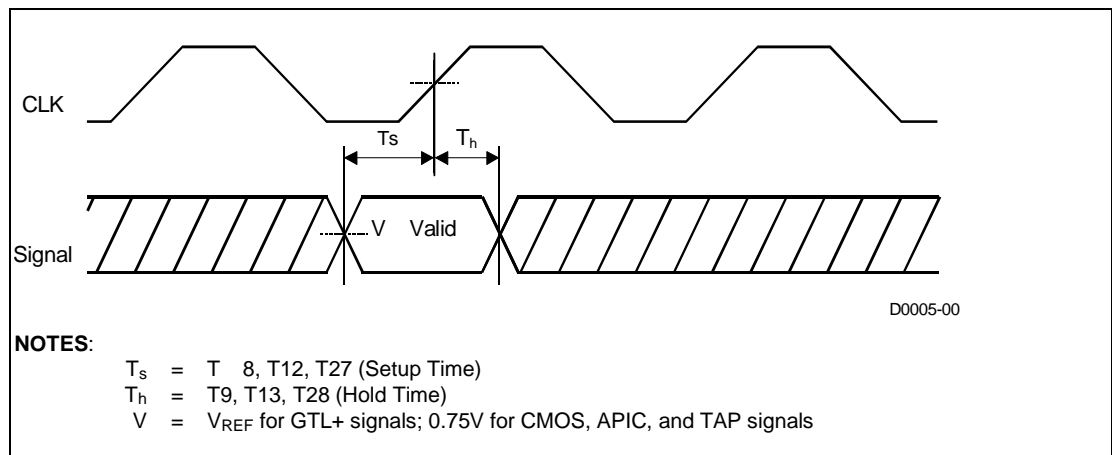 CLK
Ts Th
V Valid
Signal
D0005-00
NOTES:
Ts = T 8, T12, T27 (Setup Time)
Th = T9, T13, T28 (Hold Time)
V = VREF for GTL+ signals; 0.75V for CMOS, APIC, and TAP signals